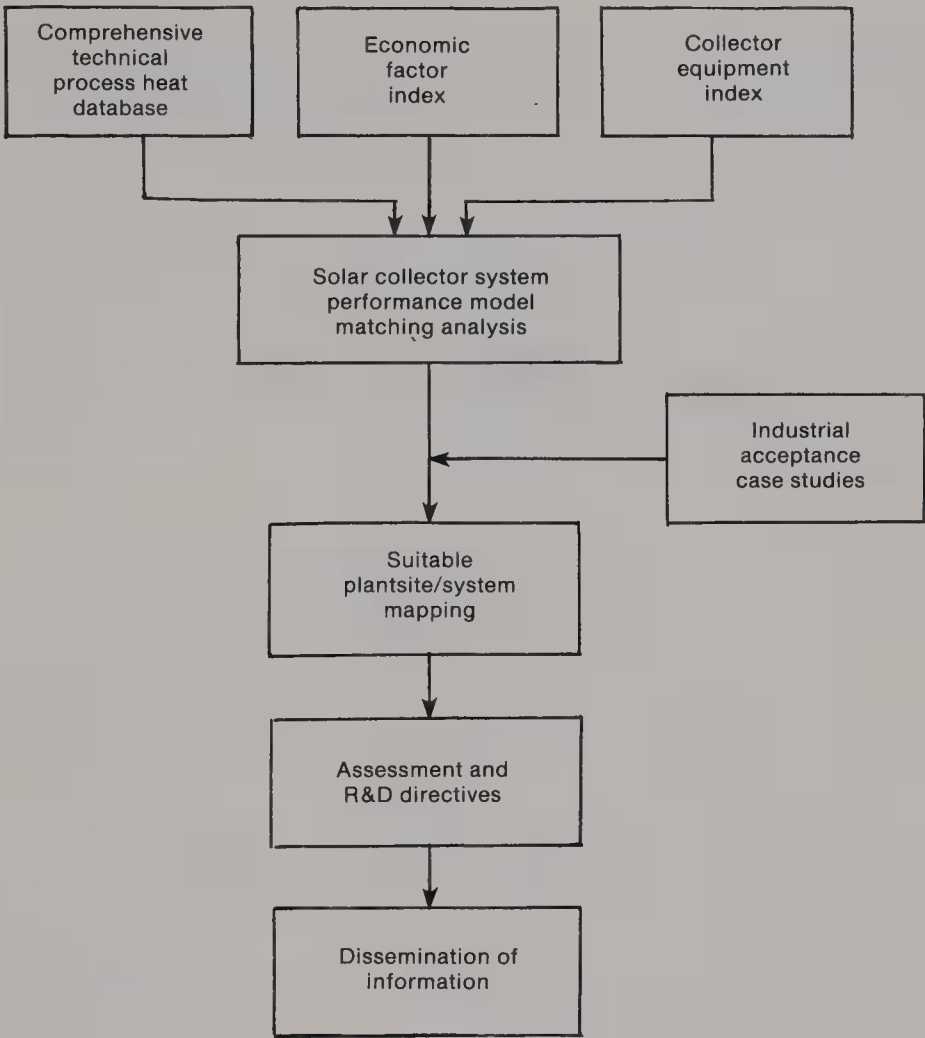 Comprehensive
technical
process heat
database
Economic
factor
index
Collector
equipment
index
Solar collector system
performance model
matching analysis
Industrial
acceptance
case studies
Suitable
plantsite/system
mapping
Assessment and
R&D directives
Dissemination of
information